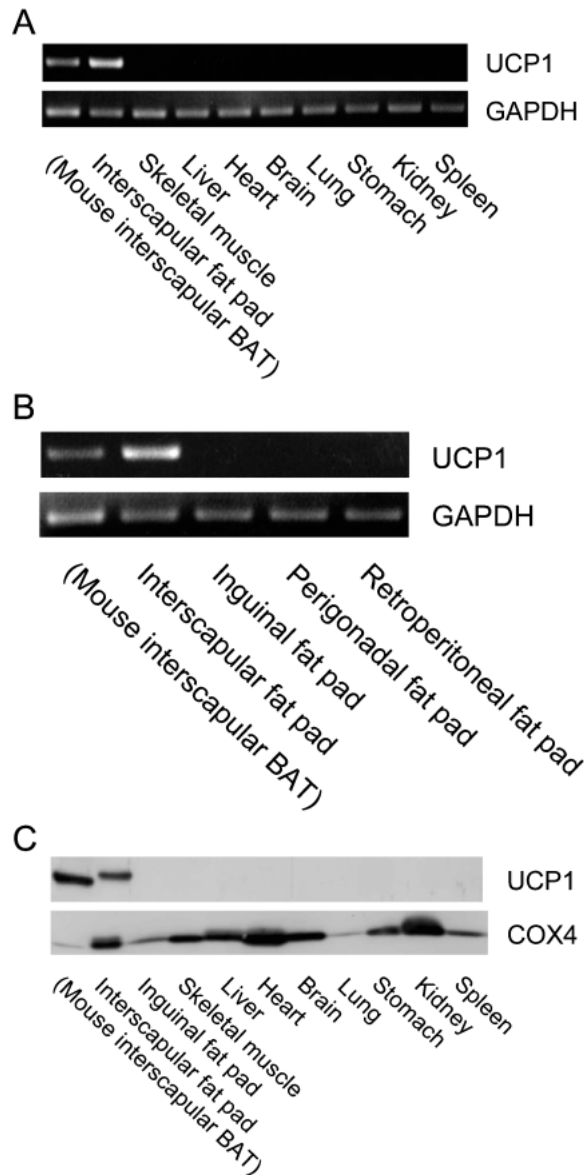 A
UCP1
GAPDH
(Mouse interscapular BAT)
Interscapular fat pad
Skeletal muscle
Liver
Heart
Brain
Lung
Stomach
Kidney
Spleen
B
UCP1
GAPDH
(Mouse interscapular BAT)
Interscapular fat pad
Inguinal fat pad
Perigonadal fat pad
Retroperitoneal fat pad
C
UCP1
COX4
(Mouse interscapular BAT)
Interscapular fat pad
Inguinal fat pad
Skeletal muscle
Liver
Heart
Brain
Lung
Stomach
Kidney
Spleen